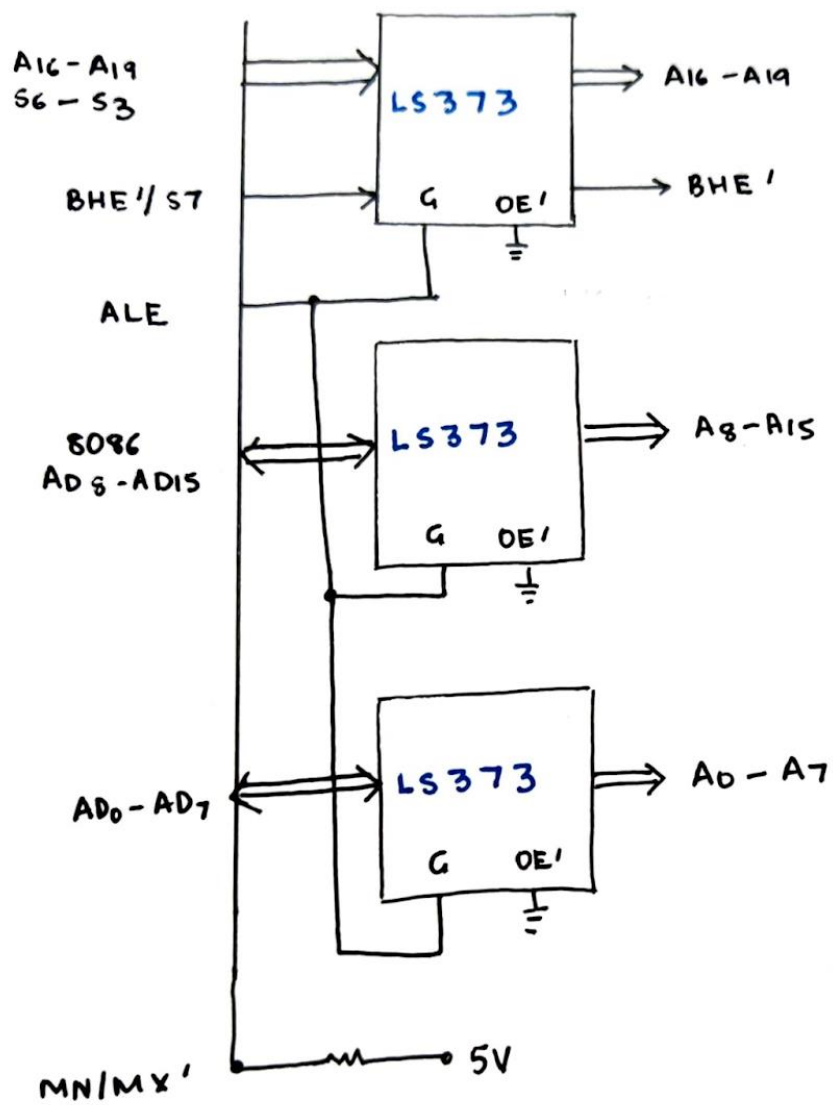 A16-A19
S6-S3
LS373
A16-A19
BHE'/S7
G
OE'
BHE'
ALE
8086
AD8-AD15
LS373
A8-A15
G
OE'
AD0-AD7
LS373
A0-A7
G
OE'
MN/MX'
5V